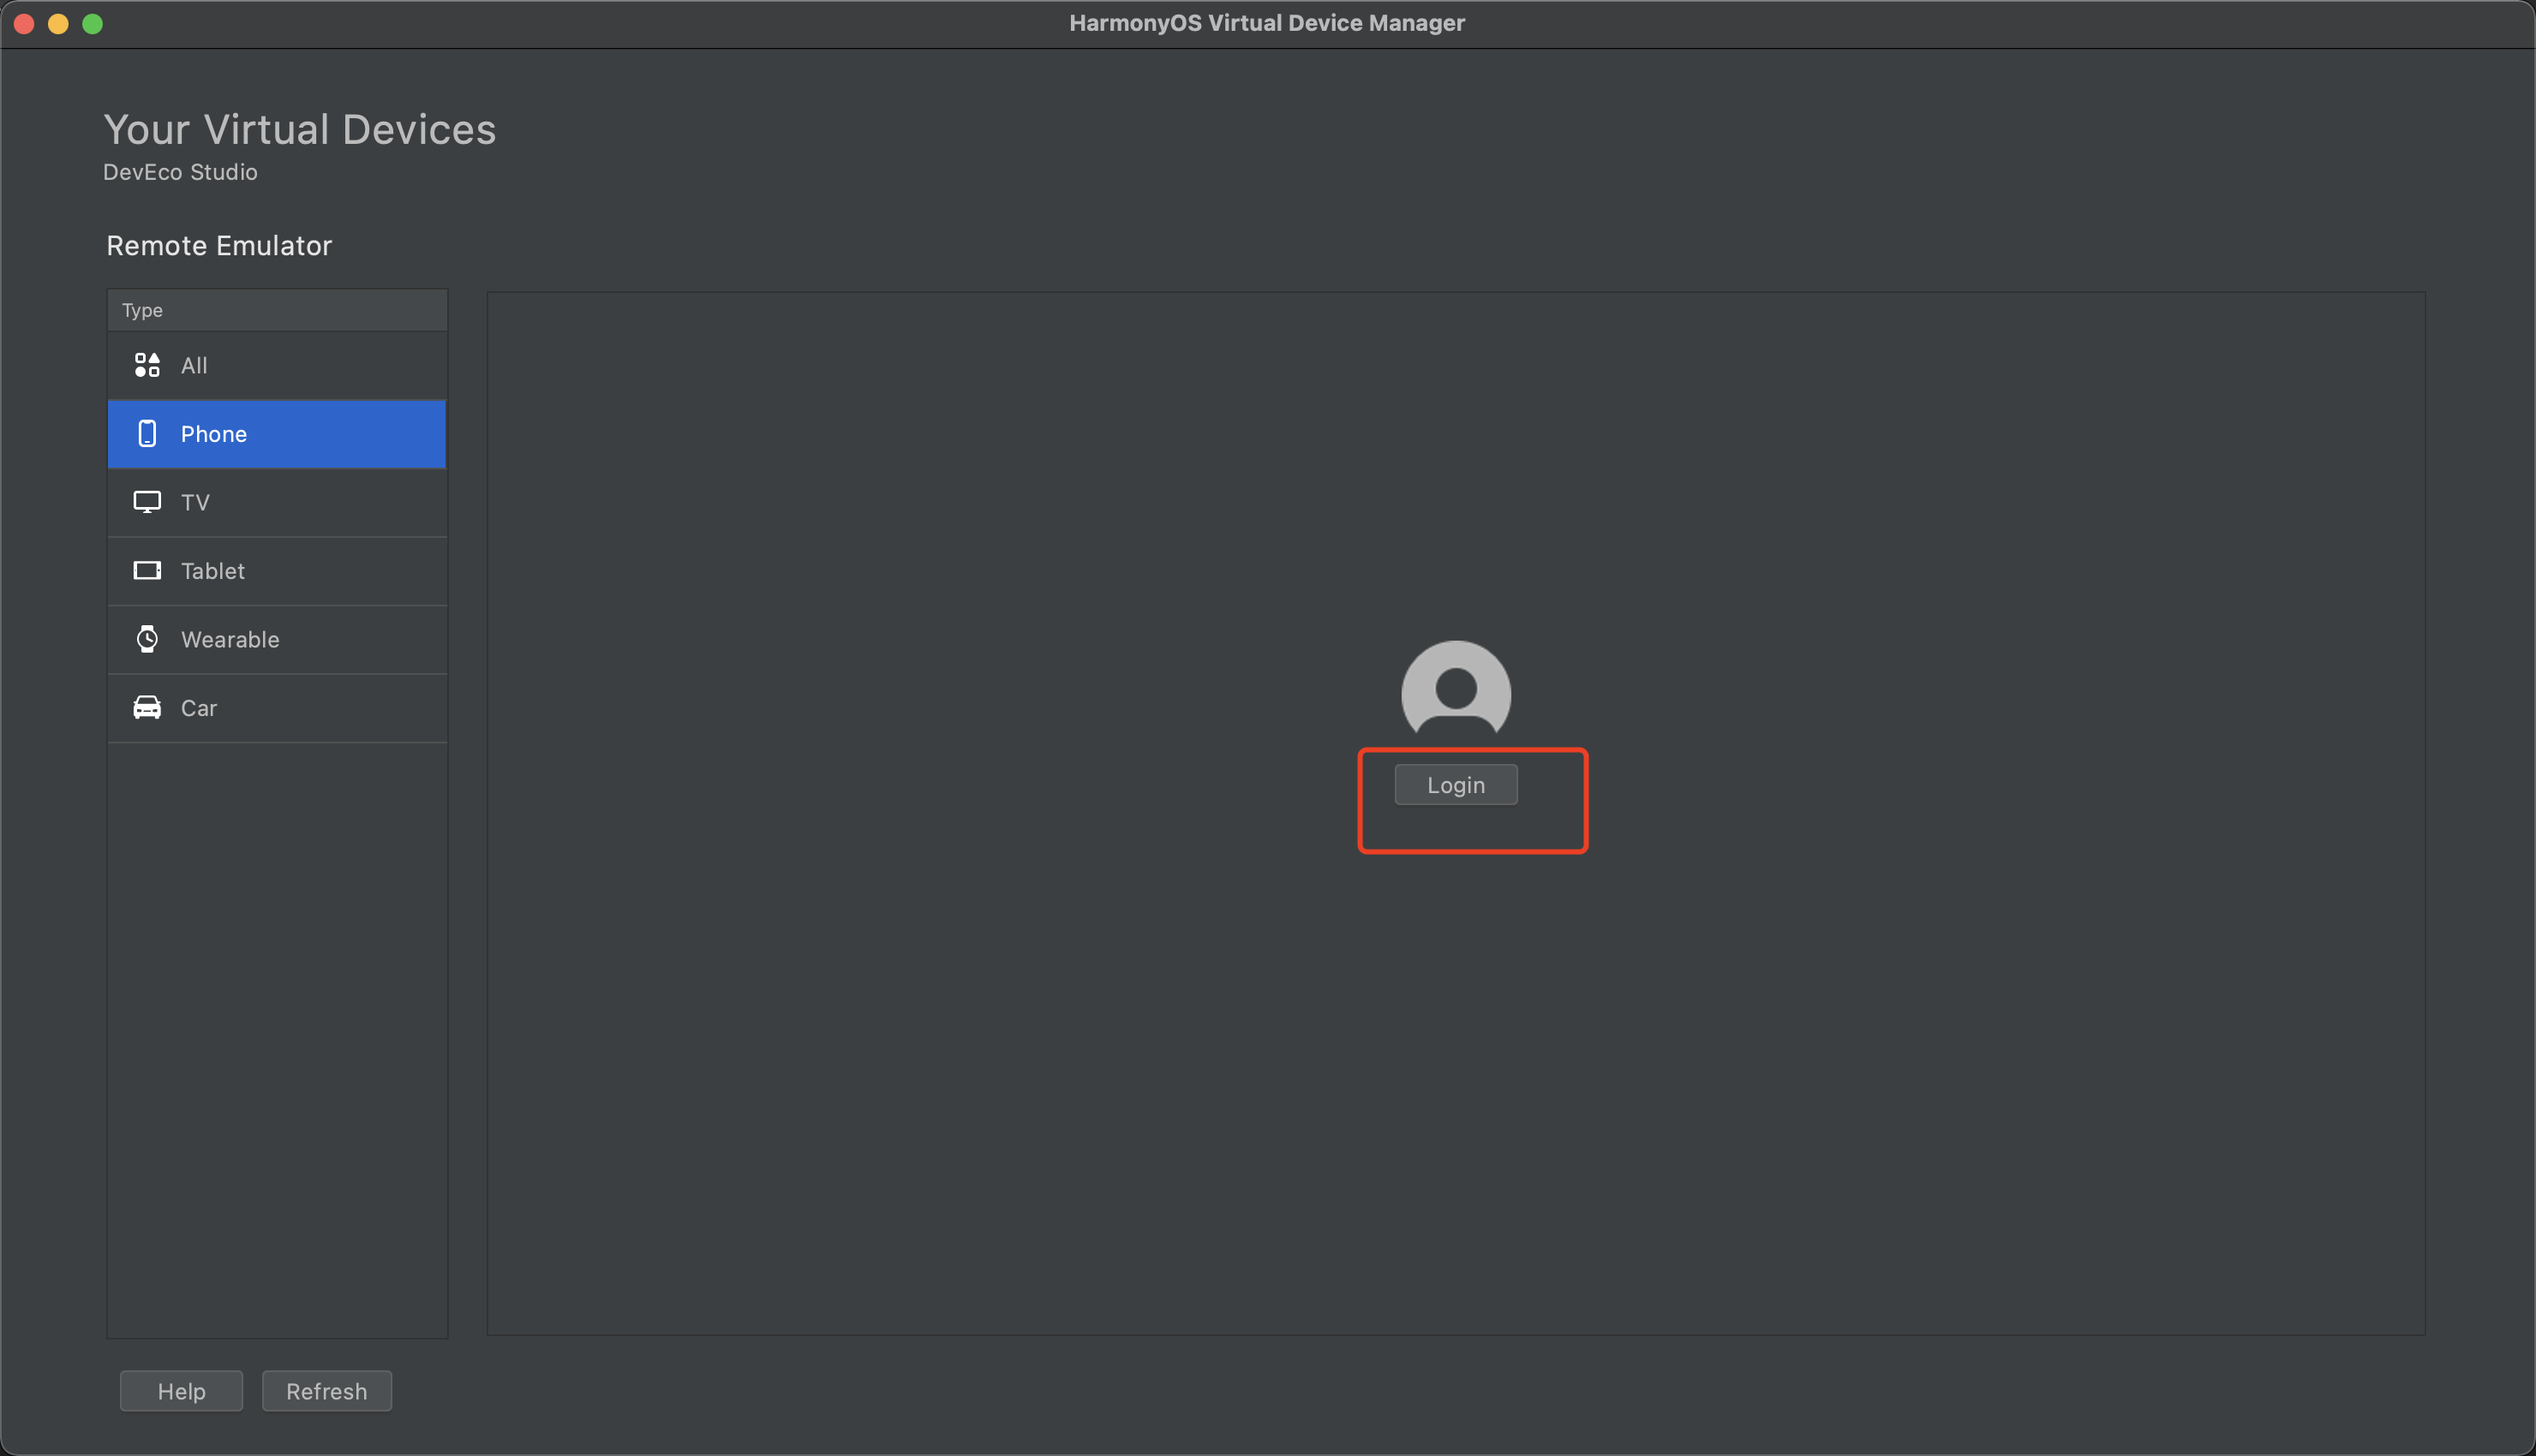 HarmonyOS Virtual Device Manager
Your Virtual Devices
DevEco Studio
Remote Emulator
Type
All
Phone
TV
Tablet
Wearable
Car
Login
Help
Refresh